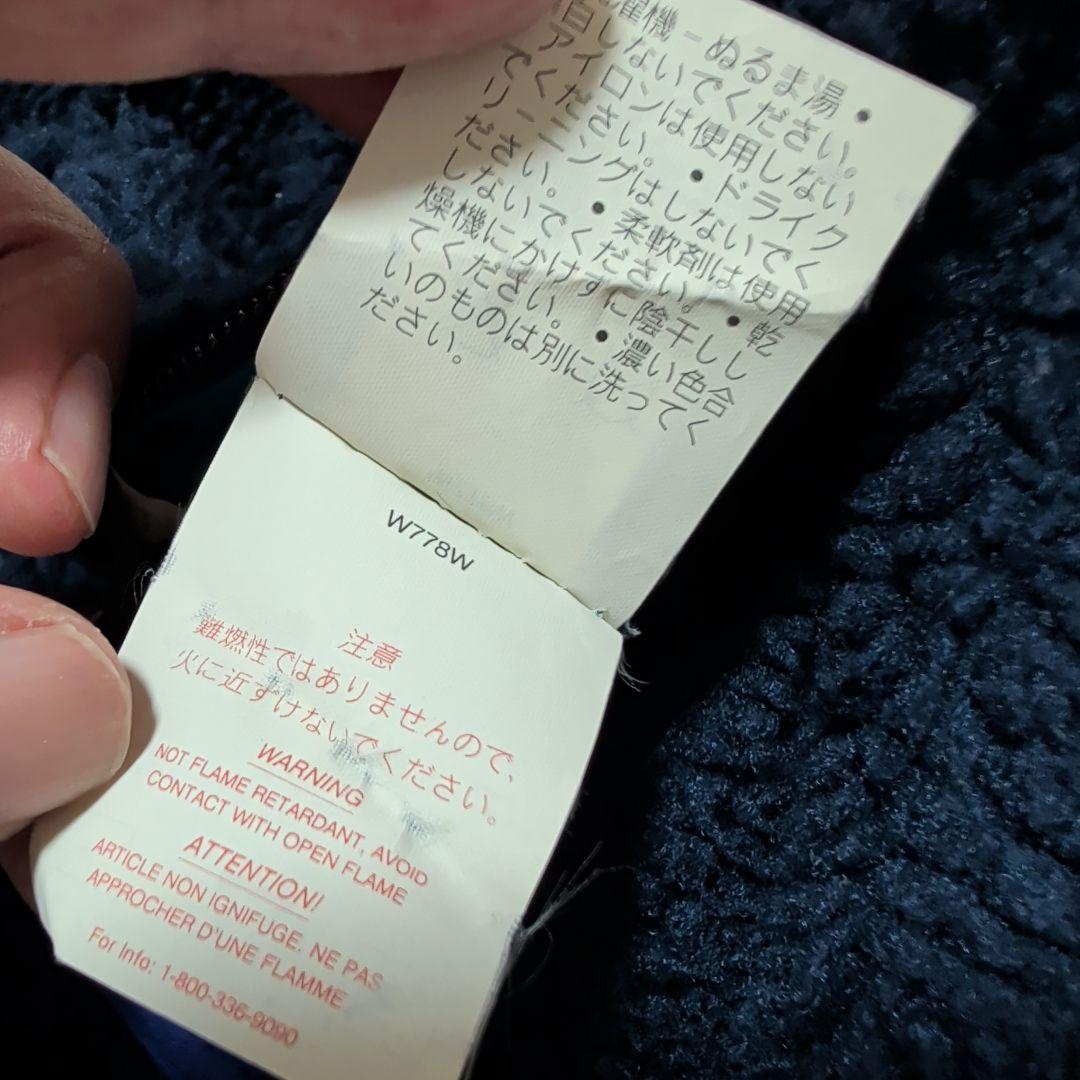 濯機 - ぬるま湯 •
白しないでください。
アイロンは使用しない
でください。 • ドライク
リーニングはしないでく
ださい。 • 柔軟剤は使用
しないでください。 • 乾
燥機にかけずに陰干しし
てください。 • 濃い色合
いのものは別に洗ってく
ださい。
W778W
注意
難燃性ではありませんので、
火に近ずけないでください。
WARNING
NOT FLAME RETARDANT, AVOID
CONTACT WITH OPEN FLAME
ATTENTION!
ARTICLE NON IGNIFUGE. NE PAS
APPROCHER D'UNE FLAMME
For Info: 1-800-336-9090